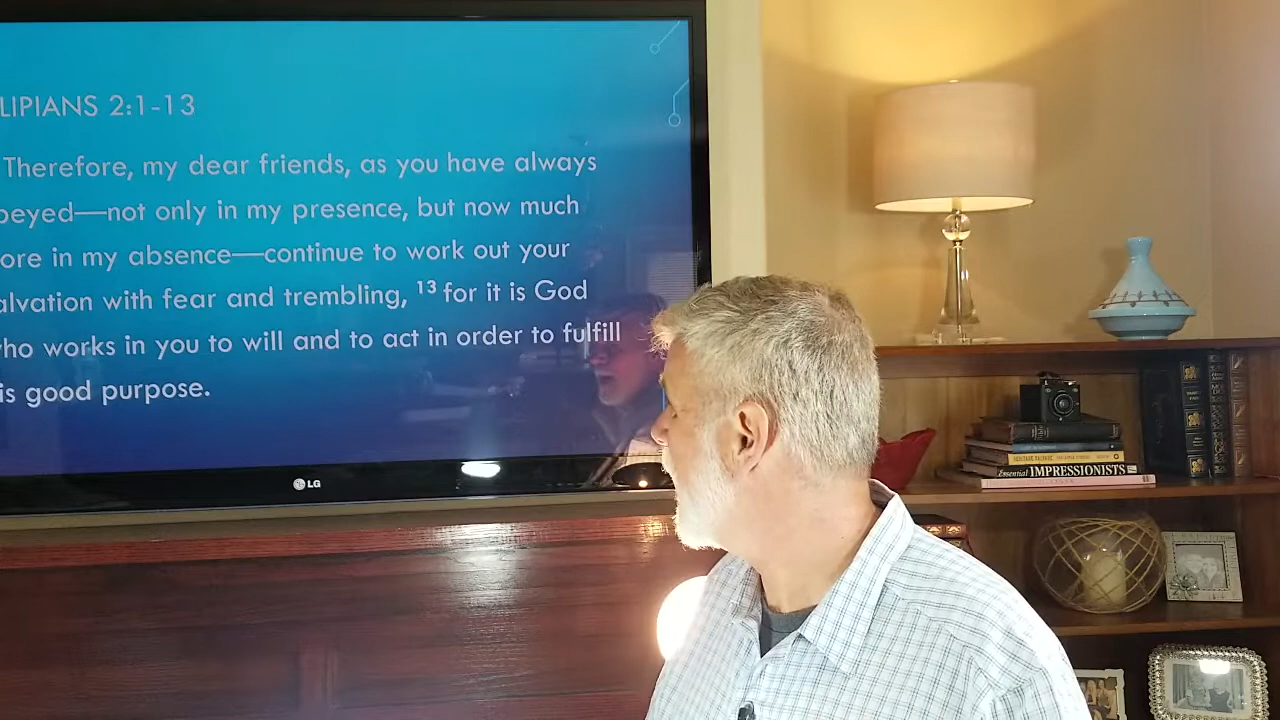 LIPIANS 2:1-13
Therefore, my dear friends, as you have always
beyed—not only in my presence, but now much
ore in my absence—continue to work out your
alvation with fear and trembling, ¹³ for it is God
ho works in you to will and to act in order to fulfill
is good purpose.
LG
Essential IMPRESSIONISTS